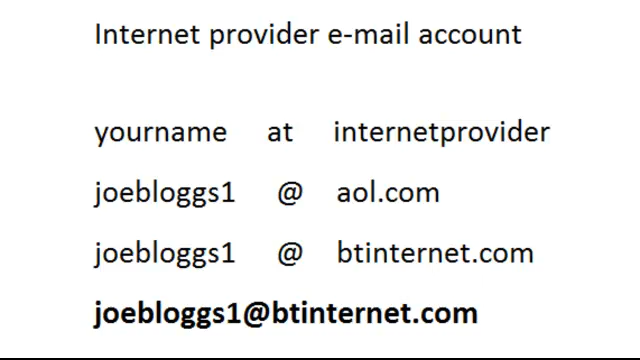 Internet provider e-mail account
yourname at internetprovider
joebloggs1 @ aol.com
joebloggs1 @ btinternet.com
joebloggs1@btinternet.com